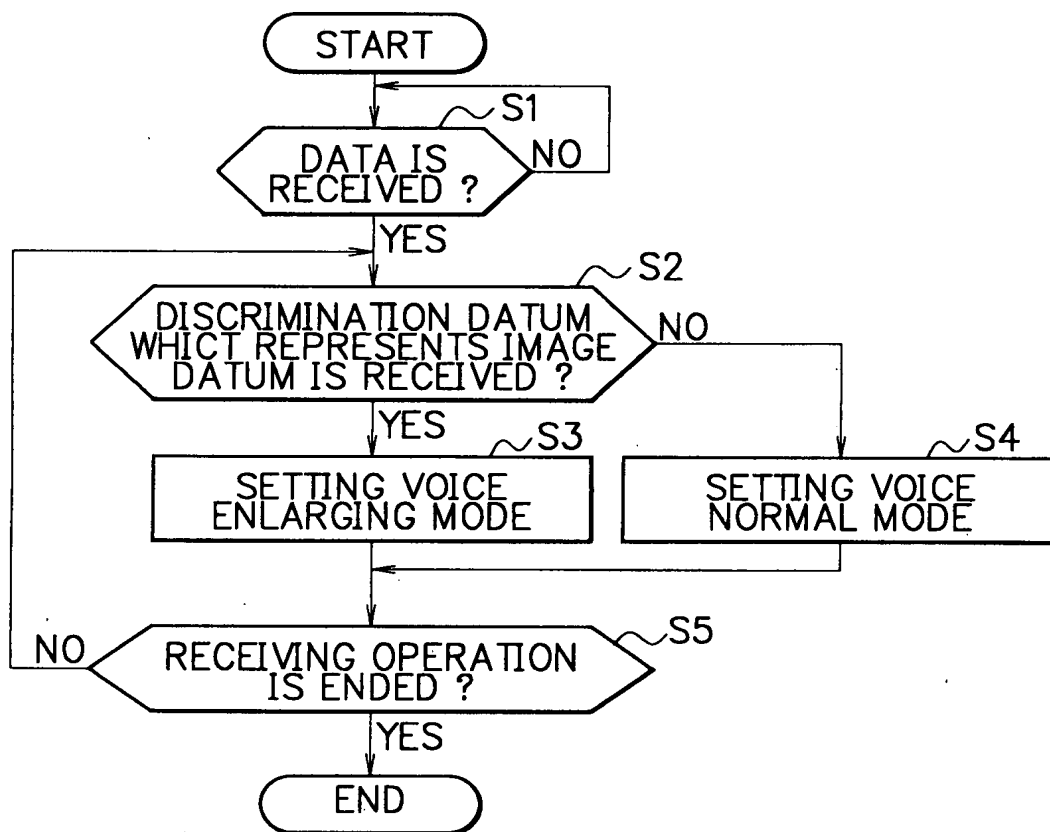 START
S1
DATA IS
RECEIVED ?
NO
YES
S2
DISCRIMINATION DATUM
WHICT REPRESENTS IMAGE
DATUM IS RECEIVED ?
NO
YES
S3
SETTING VOICE
ENLARGING MODE
S4
SETTING VOICE
NORMAL MODE
NO
S5
RECEIVING OPERATION
IS ENDED ?
YES
END